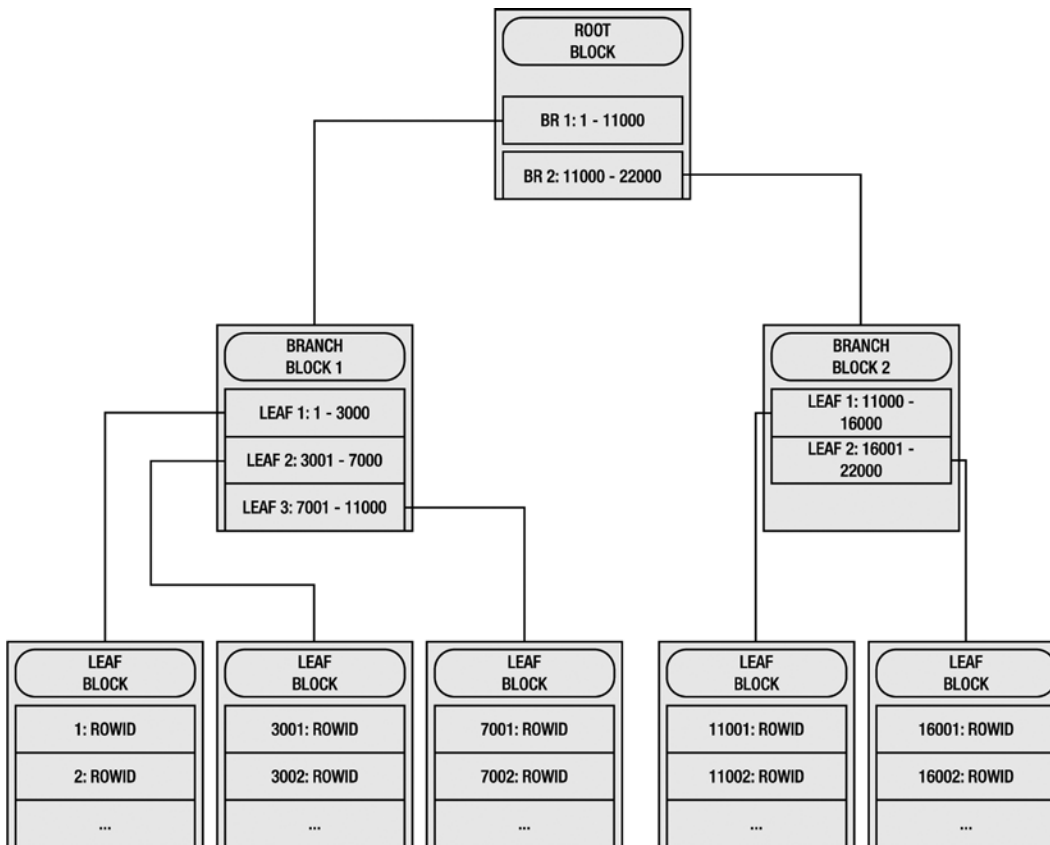 ROOT
BLOCK
BR 1: 1 - 11000
BR 2: 11000 - 22000
BRANCH
BLOCK 1
LEAF 1: 1 - 3000
LEAF 2: 3001 - 7000
LEAF 3: 7001 - 11000
BRANCH
BLOCK 2
LEAF 1: 11000 -
16000
LEAF 2: 16001 -
22000
LEAF
BLOCK
1: ROWID
2: ROWID
...
LEAF
BLOCK
3001: ROWID
3002: ROWID
...
LEAF
BLOCK
7001: ROWID
7002: ROWID
...
LEAF
BLOCK
11001: ROWID
11002: ROWID
...
LEAF
BLOCK
16001: ROWID
16002: ROWID
...